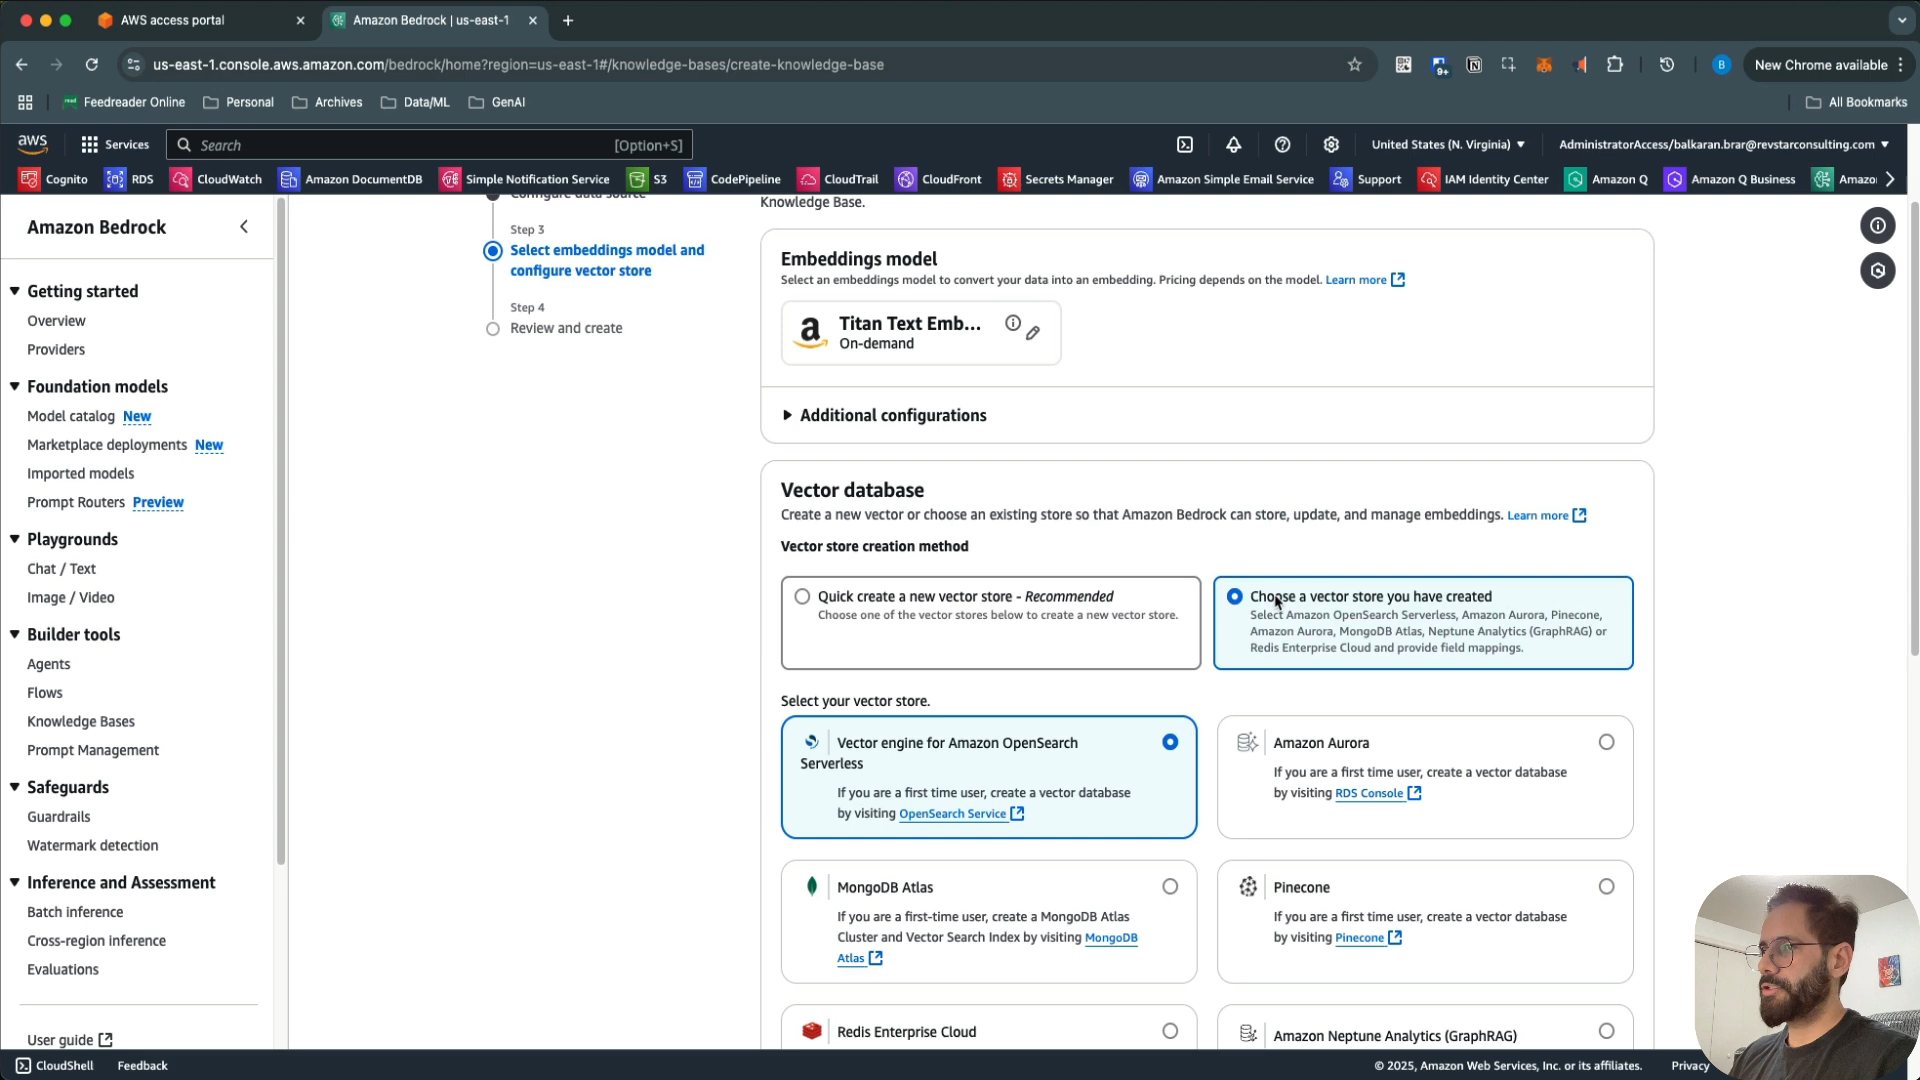 AWS access portal
Amazon Bedrock | us-east-1
us-east-1.console.aws.amazon.com/bedrock/home?region=us-east-1#/knowledge-bases/create-knowledge-base
9+
B
New Chrome available
read
Feedreader Online
Personal
Archives
Data/ML
GenAI
All Bookmarks
aws
Services
Search
[Option+S]
United States (N. Virginia)
AdministratorAccess/balkaran.brar@revstarconsulting.com
Cognito
RDS
CloudWatch
Amazon DocumentDB
Simple Notification Service
S3
CodePipeline
CloudTrail
CloudFront
Secrets Manager
Amazon Simple Email Service
Support
IAM Identity Center
Amazon Q
Amazon Q Business
Amazo
Amazon Bedrock
Getting started
Overview
Providers
Foundation models
Model catalog New
Marketplace deployments New
Imported models
Prompt Routers Preview
Playgrounds
Chat / Text
Image / Video
Builder tools
Agents
Flows
Knowledge Bases
Prompt Management
Safeguards
Guardrails
Watermark detection
Inference and Assessment
Batch inference
Cross-region inference
Evaluations
User guide
Configure data source
Step 3
Select embeddings model and
configure vector store
Step 4
Review and create
Knowledge Base.
Embeddings model
Select an embeddings model to convert your data into an embedding. Pricing depends on the model. Learn more
a
Titan Text Emb...
On-demand
Additional configurations
Vector database
Create a new vector or choose an existing store so that Amazon Bedrock can store, update, and manage embeddings. Learn more
Vector store creation method
Quick create a new vector store - Recommended
Choose one of the vector stores below to create a new vector store.
Choose a vector store you have created
Select Amazon OpenSearch Serverless, Amazon Aurora, Pinecone,
Amazon Aurora, MongoDB Atlas, Neptune Analytics (GraphRAG) or
Redis Enterprise Cloud and provide field mappings.
Select your vector store.
Vector engine for Amazon OpenSearch
Serverless
If you are a first time user, create a vector database
by visiting OpenSearch Service
Amazon Aurora
If you are a first time user, create a vector database
by visiting RDS Console
MongoDB Atlas
If you are a first-time user, create a MongoDB Atlas
Cluster and Vector Search Index by visiting MongoDB
Atlas
Pinecone
If you are a first time user, create a vector database
by visiting Pinecone
Redis Enterprise Cloud
Amazon Neptune Analytics (GraphRAG)
CloudShell
Feedback
© 2025, Amazon Web Services, Inc. or its affiliates.
Privacy